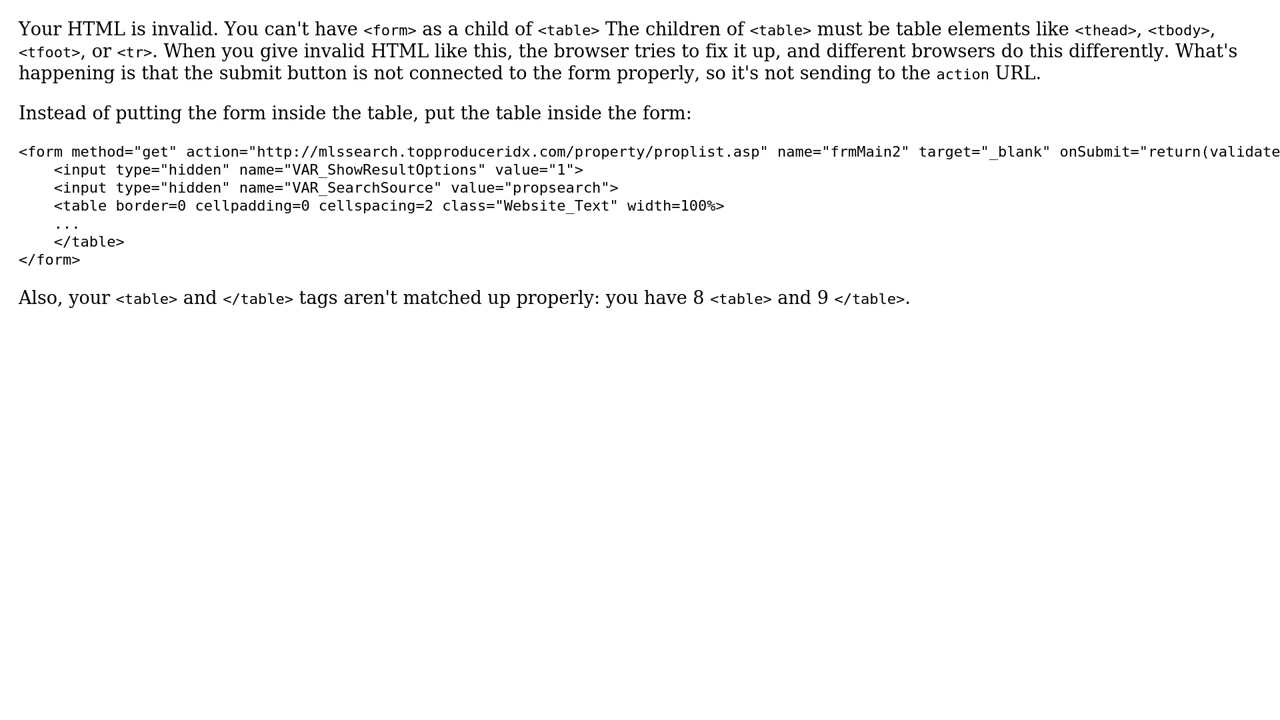 Your HTML is invalid. You can't have <form> as a child of <table> The children of <table> must be table elements like <thead>, <tbody>,
<tfoot>, or <tr>. When you give invalid HTML like this, the browser tries to fix it up, and different browsers do this differently. What's
happening is that the submit button is not connected to the form properly, so it's not sending to the action URL.
Instead of putting the form inside the table, put the table inside the form:
<form method="get" action="http://mlssearch.topproduceridx.com/property/proplist.asp" name="frmMain2" target="_blank" onSubmit="return(validate
    <input type="hidden" name="VAR_ShowResultOptions" value="1">
    <input type="hidden" name="VAR_SearchSource" value="propsearch">
    <table border=0 cellpadding=0 cellspacing=2 class="Website_Text" width=100%>
    ...
    </table>
</form>
Also, your <table> and </table> tags aren't matched up properly: you have 8 <table> and 9 </table>.